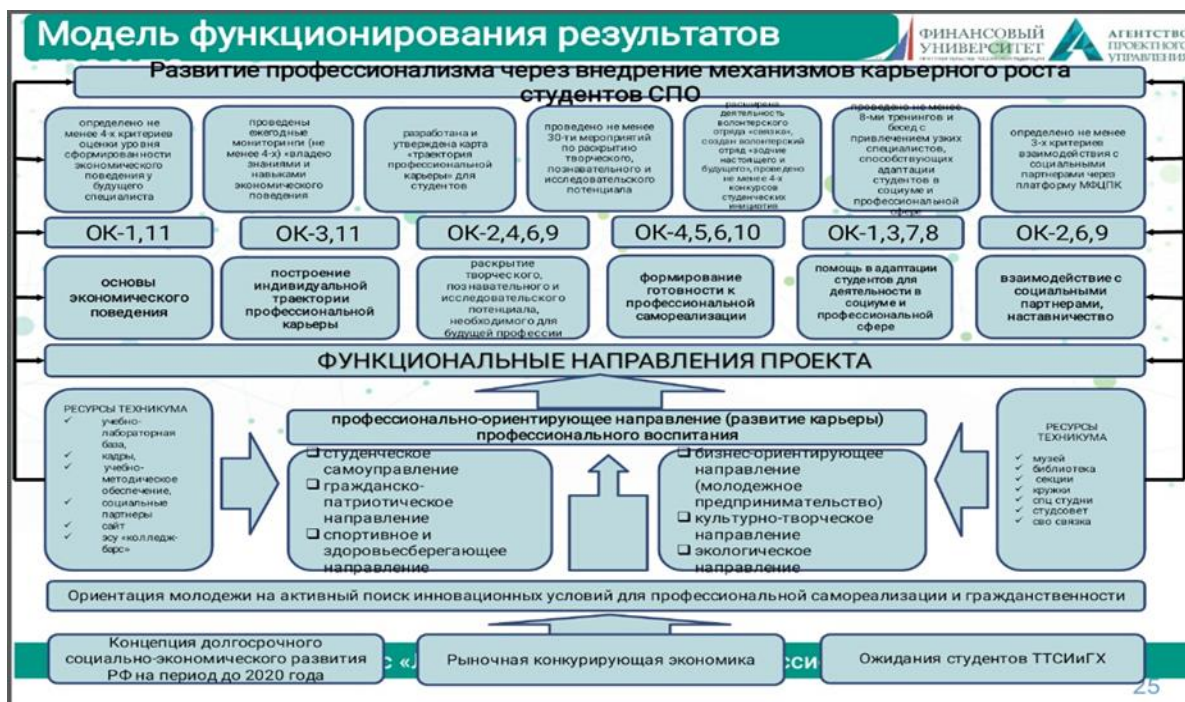 Модель функционирования результатов
ФИНАНСОВЫЙ
УНИВЕРСИТЕТ
АГЕНТСТВО
ПРОЕКТНОГО
УПРАВЛЕНИЯ
Развитие профессионализма через внедрение механизмов карьерного роста
студентов СПО
определено не
менее 4-х критериев
оценки уровня
сформированности
экономического
поведения у
будущего
специалиста
проведены
ежегодные
мониторинги (не
менее 4-х) «владею
знаниями и
навыками
экономического
поведения
разработана и
утверждена карта
«траектория
профессиональной
карьеры» для
студентов
проведено не менее
30-ти мероприятий
по раскрытию
творческого,
познавательного и
исследовательского
потенциала
расширена
деятельность
волонтерского
отряда «связка»,
создан волонтерский
отряд «зодчие
настоящего и
будущего», проведено
не менее 4-х
конкурсов
студенческих
инициатив
проведено не менее
8-ми тренингов и
бесед с
привлечением узких
специалистов,
способствующих
адаптации
студентов в
социуме и
профессиональной
сфере
определено не менее
3-х критериев
взаимодействия с
социальными
партнерами через
платформу МФЦПК
ОК-1,11
ОК-3,11
ОК-2,4,6,9
ОК-4,5,6,10
ОК-1,3,7,8
ОК-2,6,9
основы
экономического
поведения
построение
индивидуальной
траектории
профессиональной
карьеры
раскрытие
творческого,
познавательного и
исследовательского
потенциала,
необходимого для
будущей профессии
формирование
готовности к
профессиональной
самореализации
помощь в адаптации
студентов для
деятельности в
социуме и
профессиональной
сфере
взаимодействие с
социальными
партнерами,
наставничество
ФУНКЦИОНАЛЬНЫЕ НАПРАВЛЕНИЯ ПРОЕКТА
РЕСУРСЫ ТЕХНИКУМА
учебно-
лабораторная
база,
кадры,
учебно-
методическое
обеспечение,
социальные
партнеры
сайт
эсу «колледж-
барс»
профессионально-ориентирующее направление (развитие карьеры)
профессионального воспитания
студенческое
самоуправление
гражданско-
патриотическое
направление
спортивное и
здоровьесберегающее
направление
бизнес-ориентирующее
направление
(молодежное
предпринимательство)
культурно-творческое
направление
экологическое
направление
РЕСУРСЫ
ТЕХНИКУМА
музей
библиотека
секции
кружки
спц студни
студсовет
сво связка
Ориентация молодежи на активный поиск инновационных условий для профессиональной самореализации и гражданственности
Концепция долгосрочного
социально-экономического развития
РФ на период до 2020 года
Рыночная конкурирующая экономика
Ожидания студентов ТТСИиГХ
25